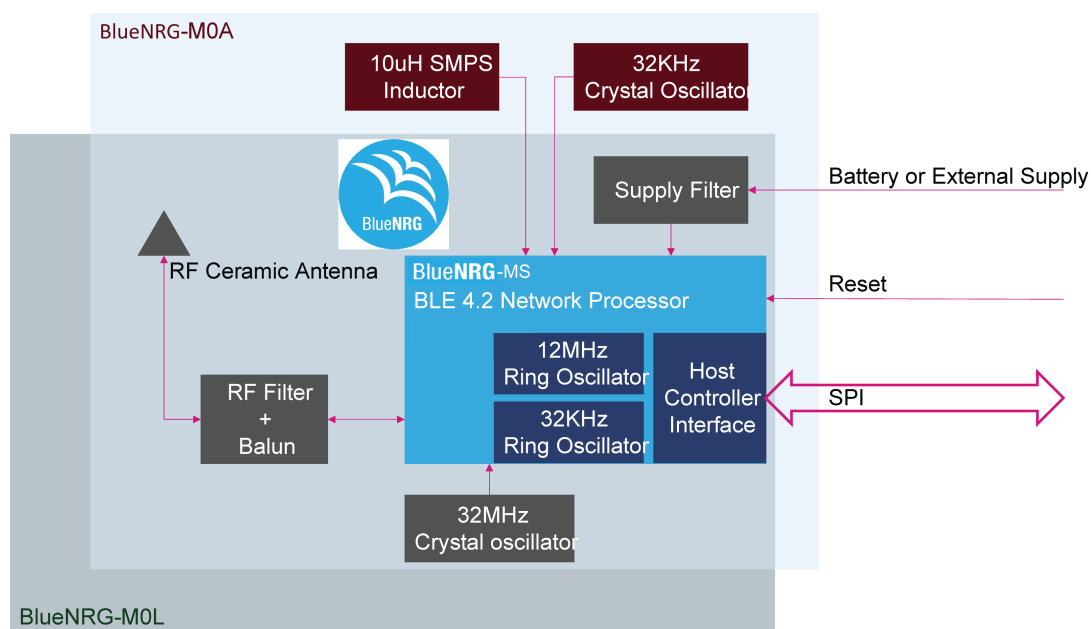 BlueNRG-M0A
10uH SMPS
Inductor
32KHz
Crystal Oscillator
BlueNRG
Supply Filter
Battery or External Supply
RF Ceramic Antenna
BlueNRG-MS
BLE 4.2 Network Processor
Reset
12MHz
Ring Oscillator
32KHz
Ring Oscillator
Host
Controller
Interface
SPI
RF Filter
+
Balun
32MHz
Crystal oscillator
BlueNRG-M0L